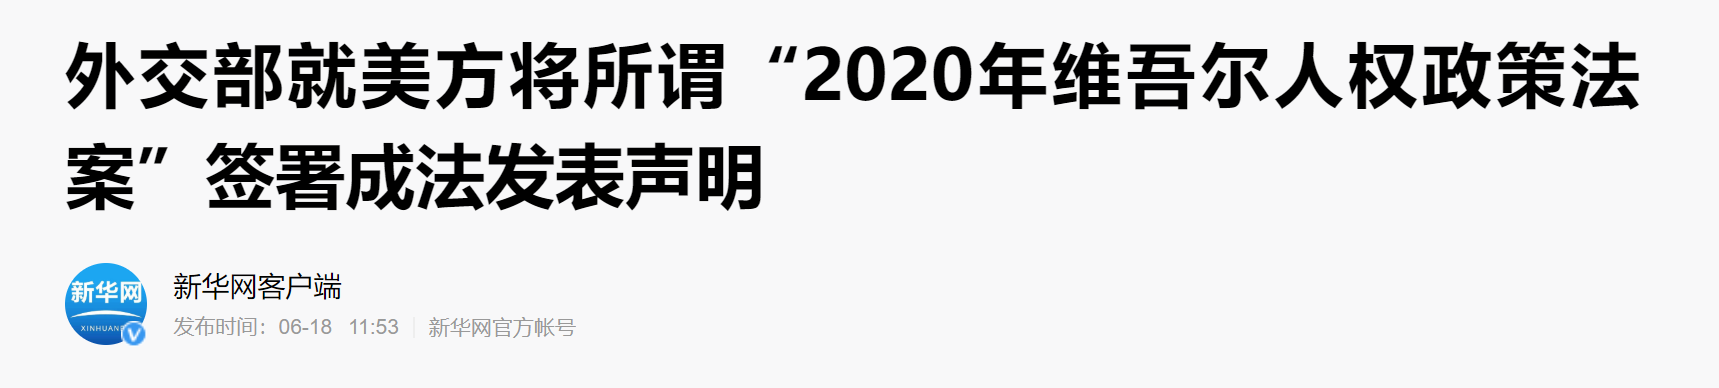 外交部就美方将所谓“2020年维吾尔人权政策法
案”签署成法发表声明
新华网
XINHUANE
新华网客户端
发布时间：06-18 11:53 新华网官方帐号